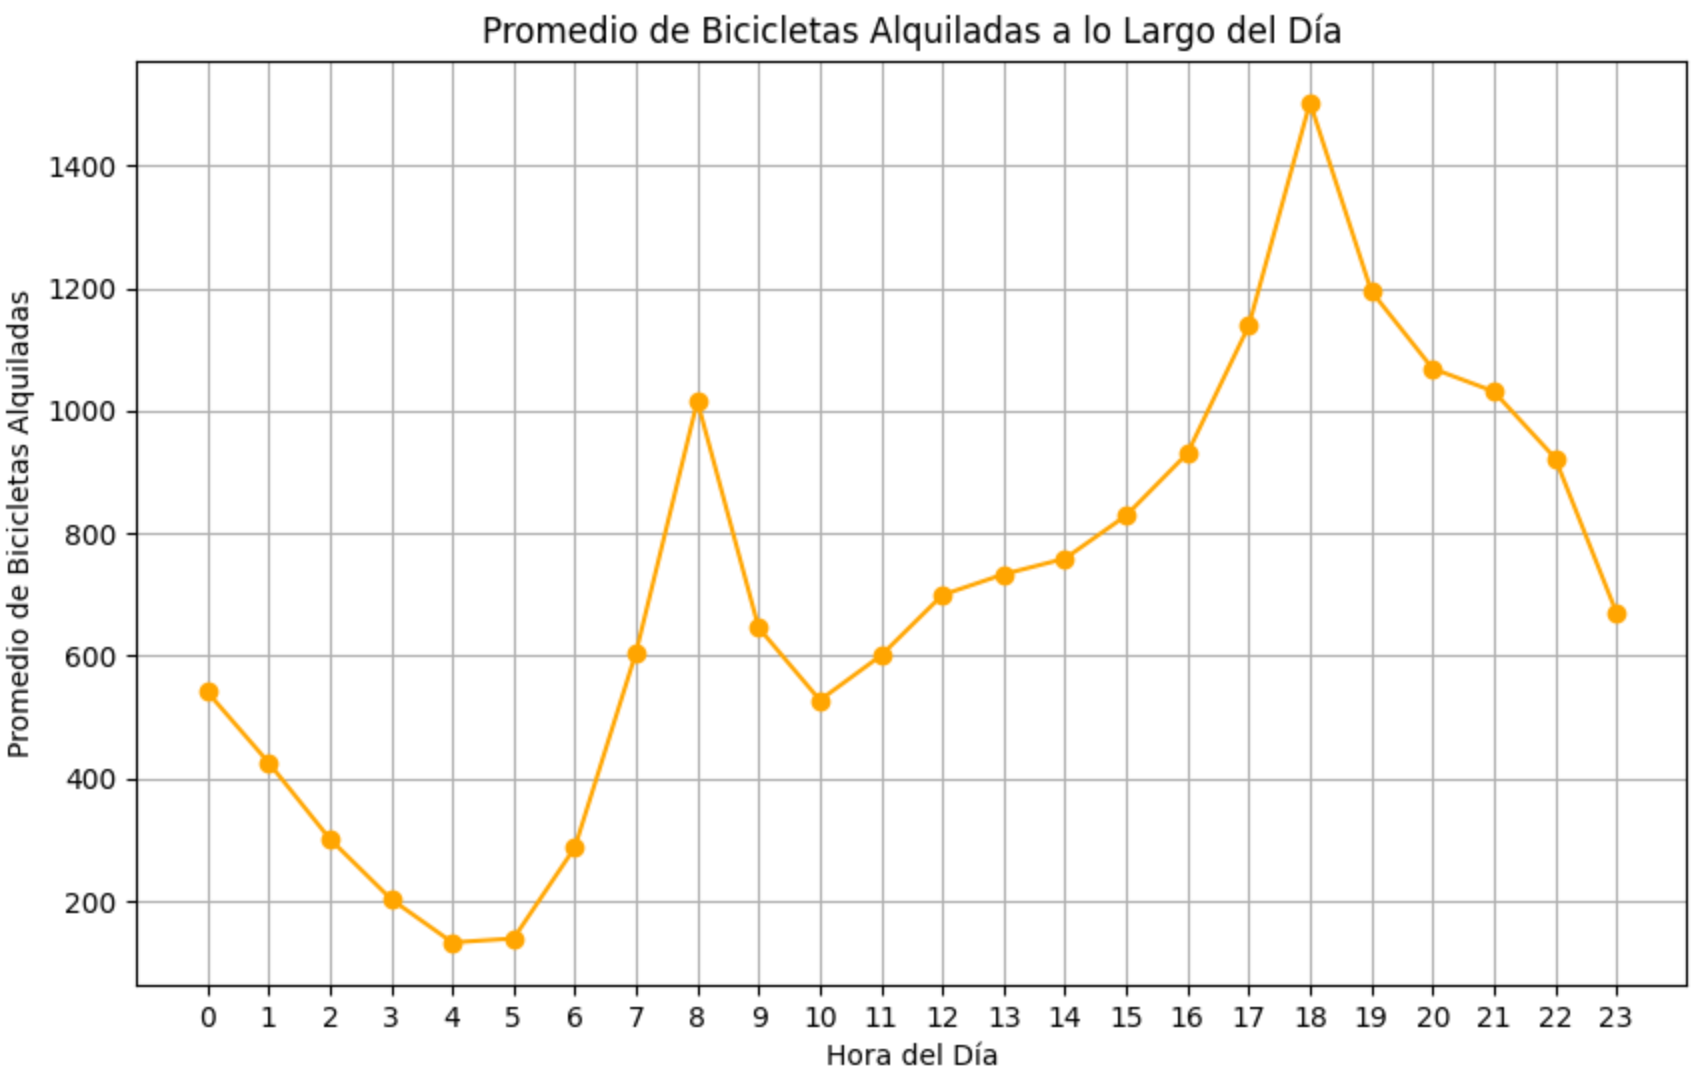 Promedio de Bicicletas Alquiladas a lo Largo del Día
Promedio de Bicicletas Alquiladas
1400
1200
1000
800
600
400
200
0 1 2 3 4 5 6 7 8 9 10 11 12 13 14 15 16 17 18 19 20 21 22 23
Hora del Día